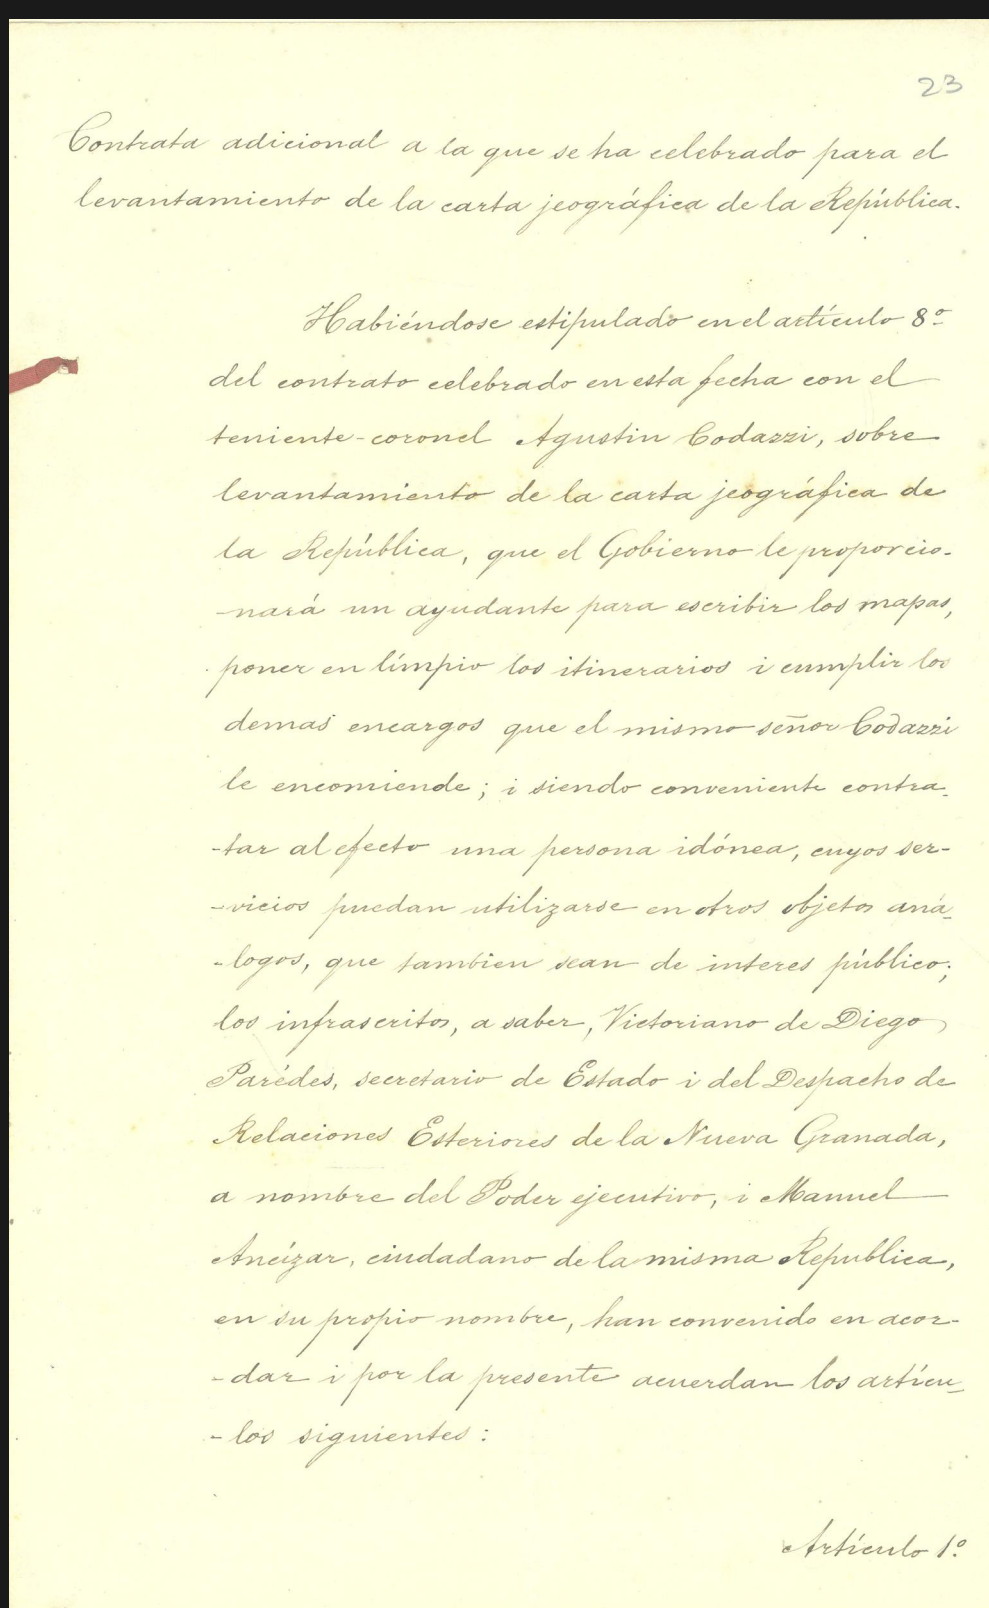 23
Contrata adicional a la que se ha celebrado para el
levantamiento de la carta jeográfica de la República.
Habiéndose estipulado en el artículo 8º
del contrato celebrado en esta fecha con el
teniente-coronel Agustin Codazzi, sobre
levantamiento de la carta jeográfica de
la República, que el Gobierno le proporcio-
-nará un ayudante para escribir los mapas,
poner en límpio los itinerarios i cumplir los
demas encargos que el mismo señor Codazzi
le encomiende; i siendo conveniente contra-
-tar al efecto una persona idónea, cuyos ser-
-vicios puedan utilizarse en otros objetos aná-
-logos, que tambien sean de interes público;
los infrascritos, a saber, Victoriano de Diego
Parédes, secretario de Estado i del Despacho de
Relaciones Esteriores de la Nueva Granada,
a nombre del Poder ejecutivo, i Manuel
Ancízar, ciudadano de la misma Republica,
en su propio nombre, han convenido en acor-
-dar i por la presente acuerdan los artícu-
-los siguientes:
Artículo 1º